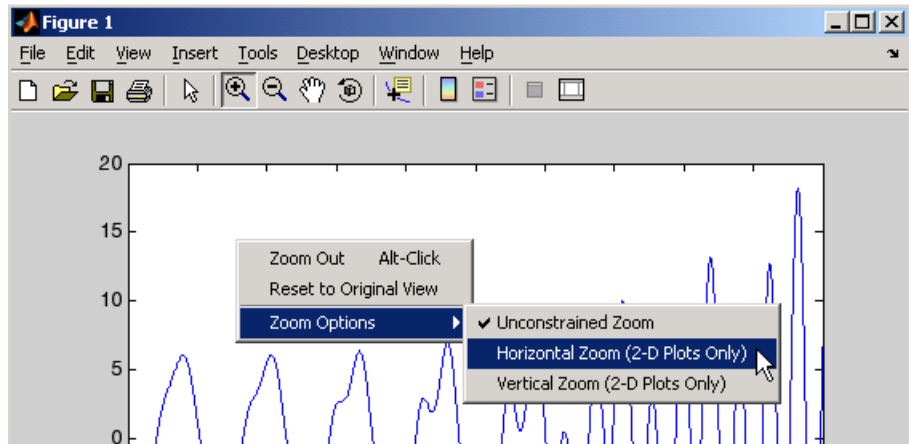 Figure 1
File Edit View Insert Tools Desktop Window Help
20
15
10
5
0
Zoom Out Alt-Click
Reset to Original View
Zoom Options
Unconstrained Zoom
Horizontal Zoom (2-D Plots Only)
Vertical Zoom (2-D Plots Only)